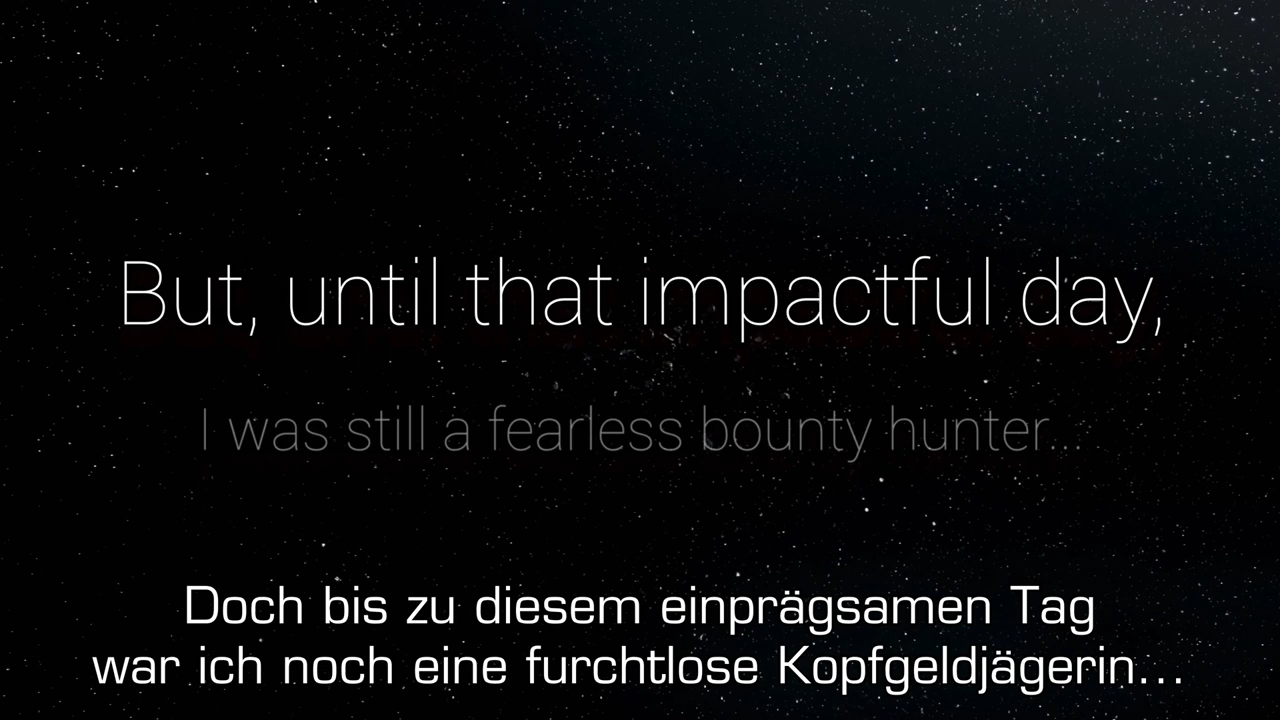 But, until that impactful day,
I was still a fearless bounty hunter...
Doch bis zu diesem einprägsamen Tag
war ich noch eine furchtlose Kopfgeldjägerin...